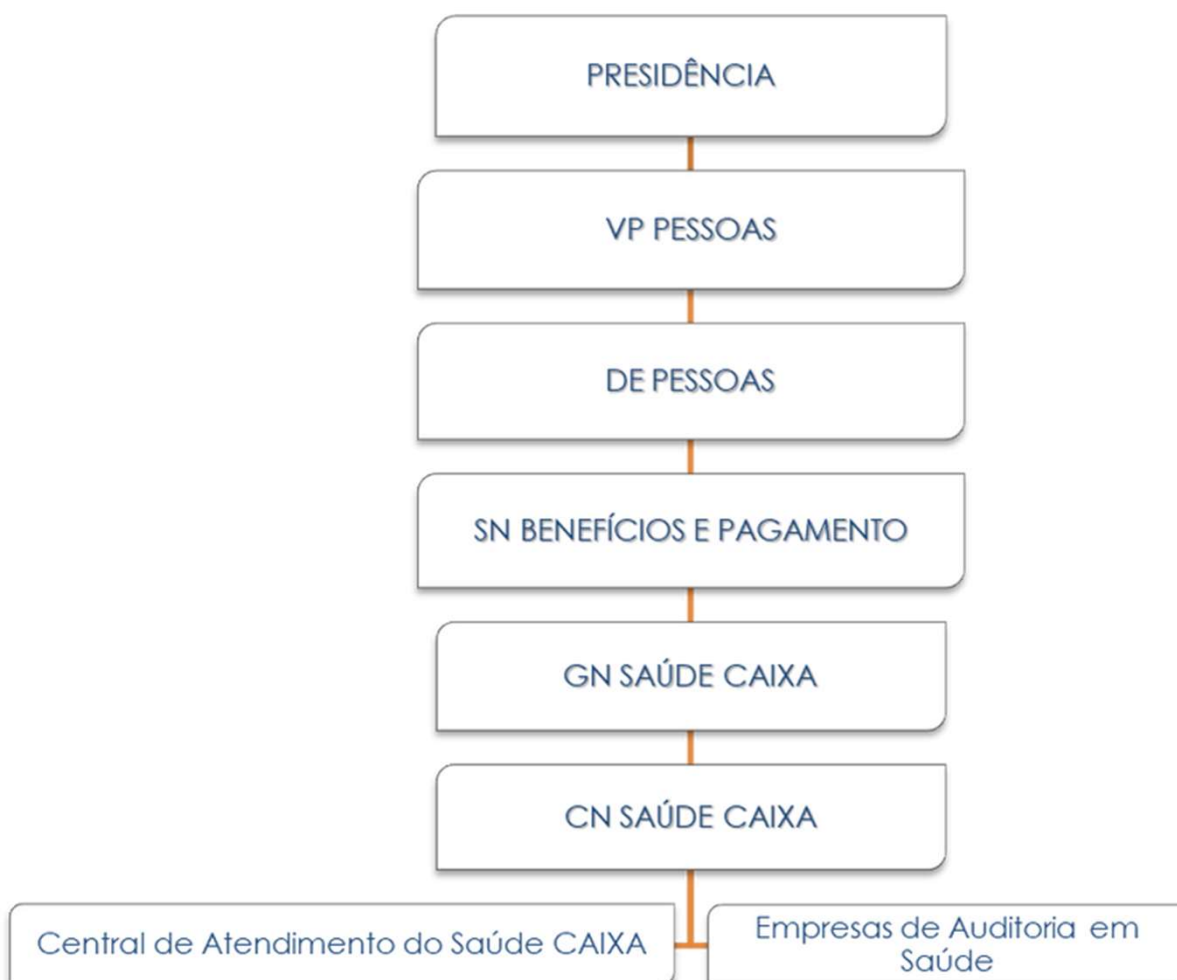 PRESIDÊNCIA
VP PESSOAS
DE PESSOAS
SN BENEFÍCIOS E PAGAMENTO
GN SAÚDE CAIXA
CN SAÚDE CAIXA
Central de Atendimento do Saúde CAIXA
Empresas de Auditoria em
Saúde